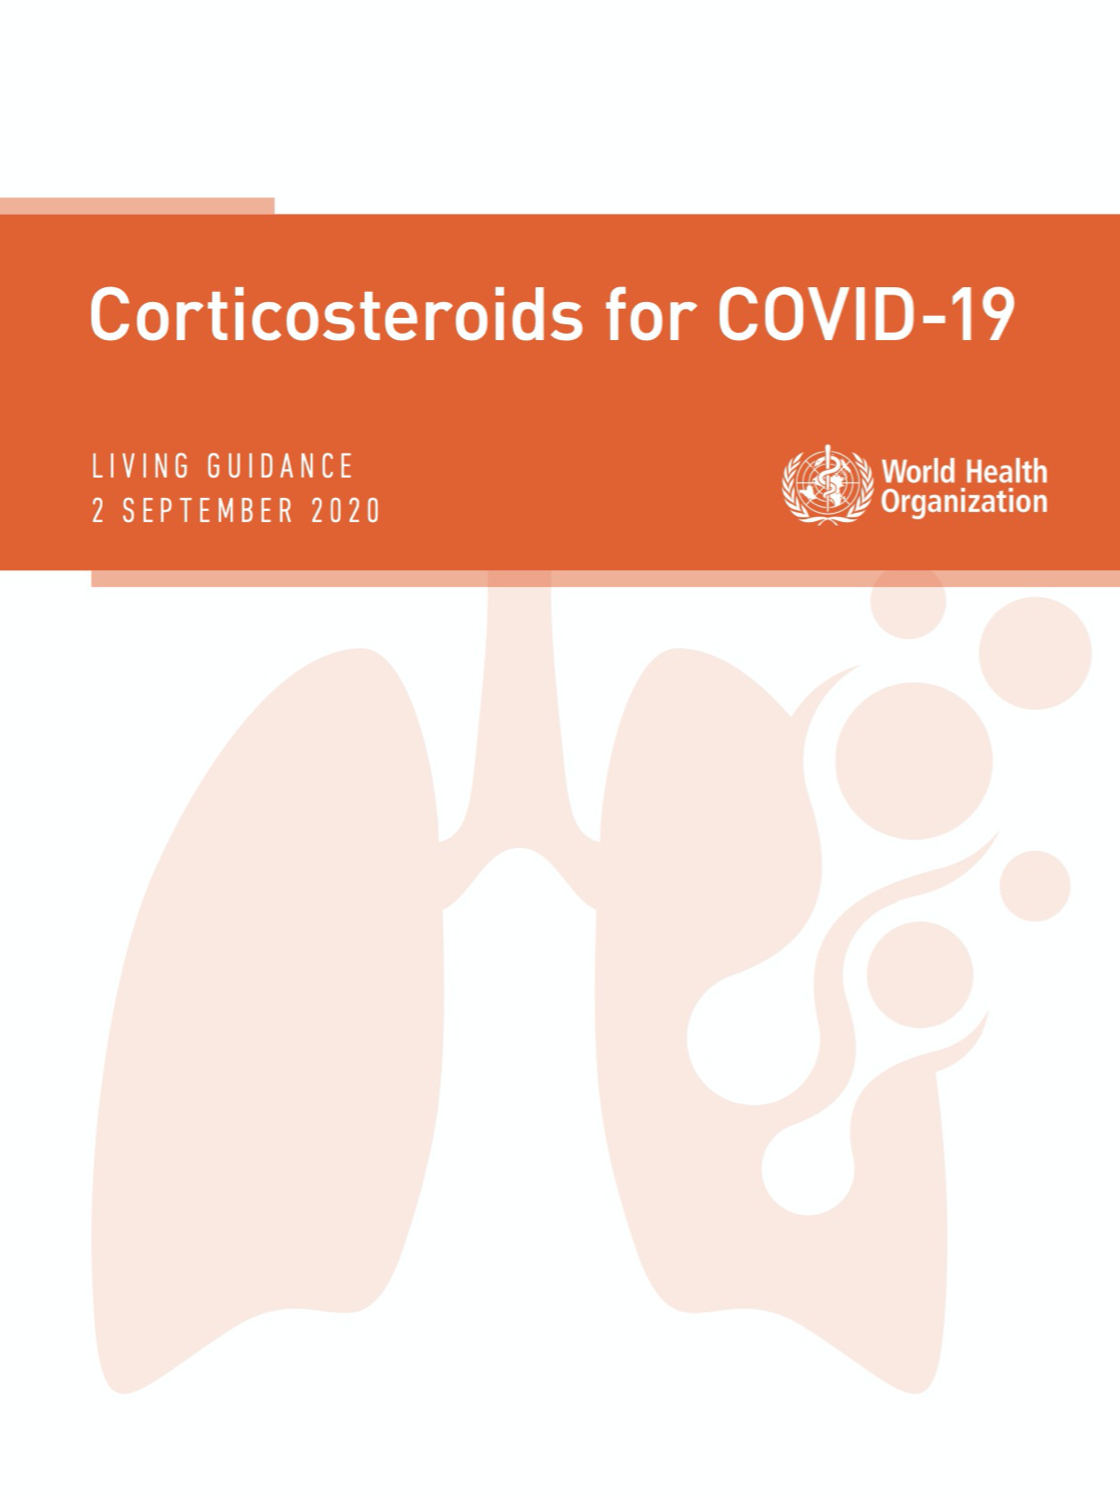 Corticosteroids for COVID-19
LIVING GUIDANCE
2 SEPTEMBER 2020
World Health
Organization